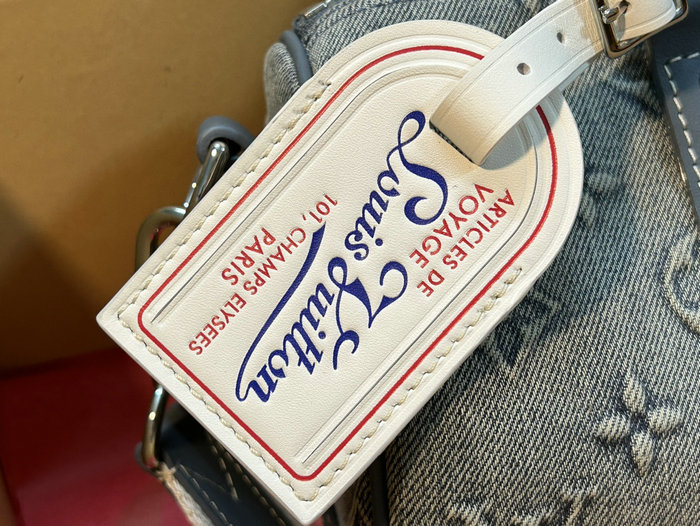 ARTICLES DE
VOYAGE
Louis Vuitton
101, CHAMPS ELYSEES
PARIS